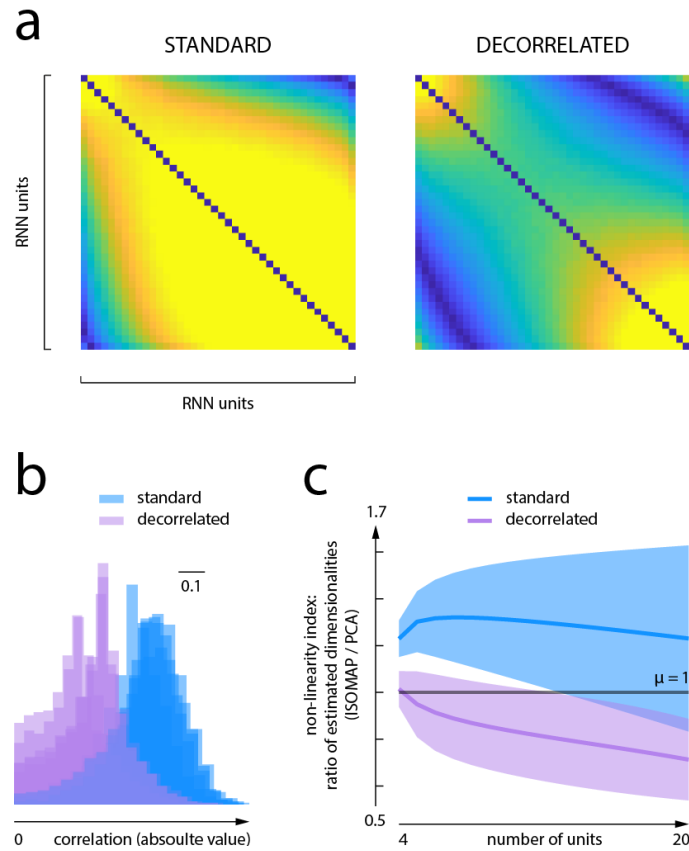 a
STANDARD
DECORRELATED
RNN units
RNN units
b
standard
decorrelated
0.1
0
correlation (absoulte value)
c
standard
decorrelated
1.7
non-linearity index:
ratio of estimated dimensionalities
(ISOMAP / PCA)
μ = 1
0.5
4
number of units
20